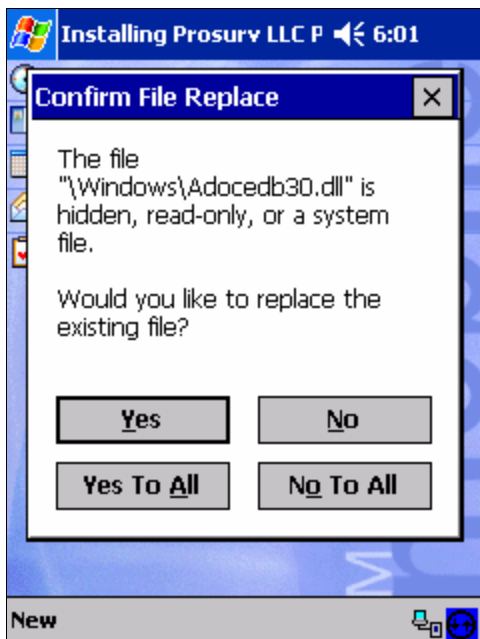 Installing Prosurv LLC P 6:01
Confirm File Replace
The file
"\Windows\Adocedb30.dll" is
hidden, read-only, or a system
file.
Would you like to replace the
existing file?
Yes No
Yes To All No To All
New